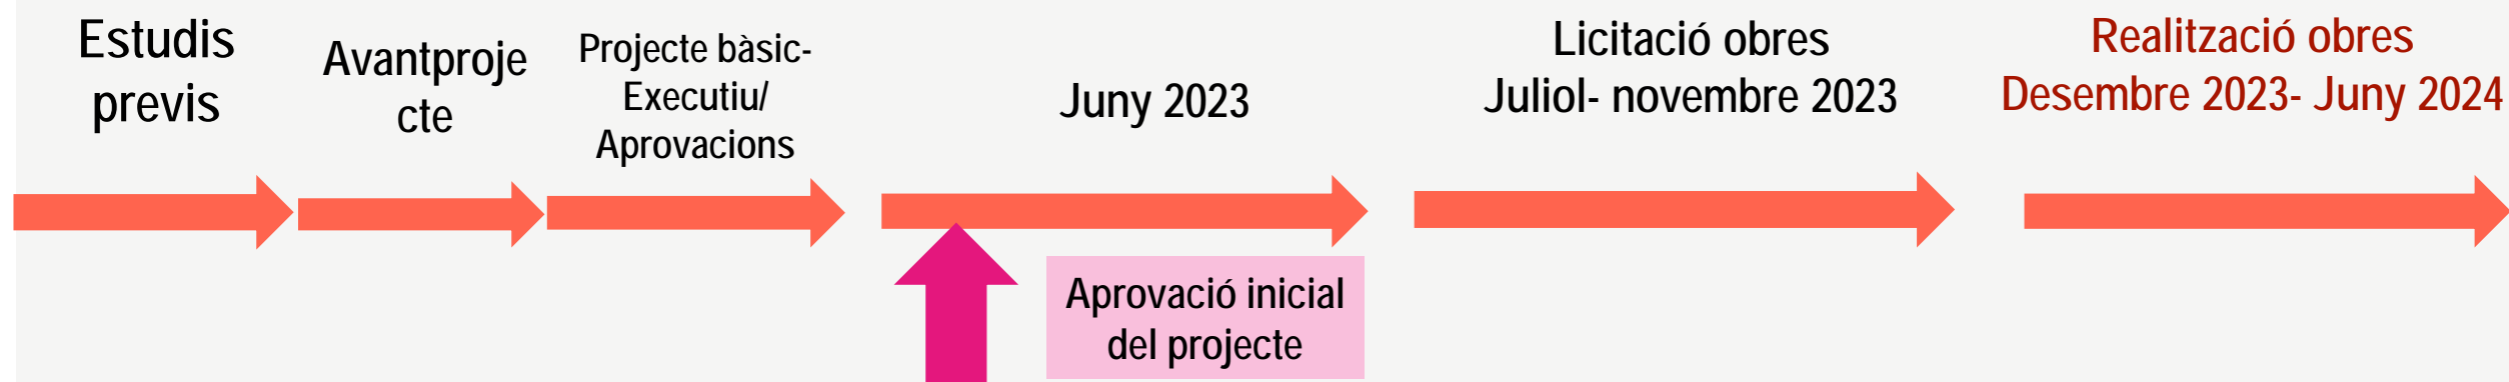 Estudis
previs
Avantproje
cte
Projecte bàsic-
Executiu/
Aprovacions
Juny 2023
Licitació obres
Juliol- novembre 2023
Realització obres
Desembre 2023- Juny 2024
Aprovació inicial
del projecte